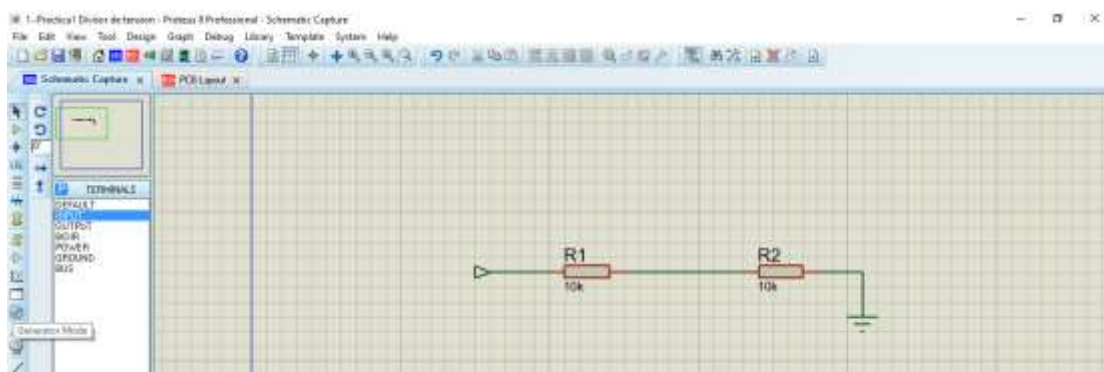 1-Practica1 Divisor de tension - Proteus 8 Professional - Schematic Capture
File Edit View Tool Design Graph Debug Library Template System Help
Schematic Capture
PCB Layout
TERMINALS
DEFAULT
INPUT
OUTPUT
BIDIR
POWER
GROUND
BUS
Generator Mode
R1
10k
R2
10k